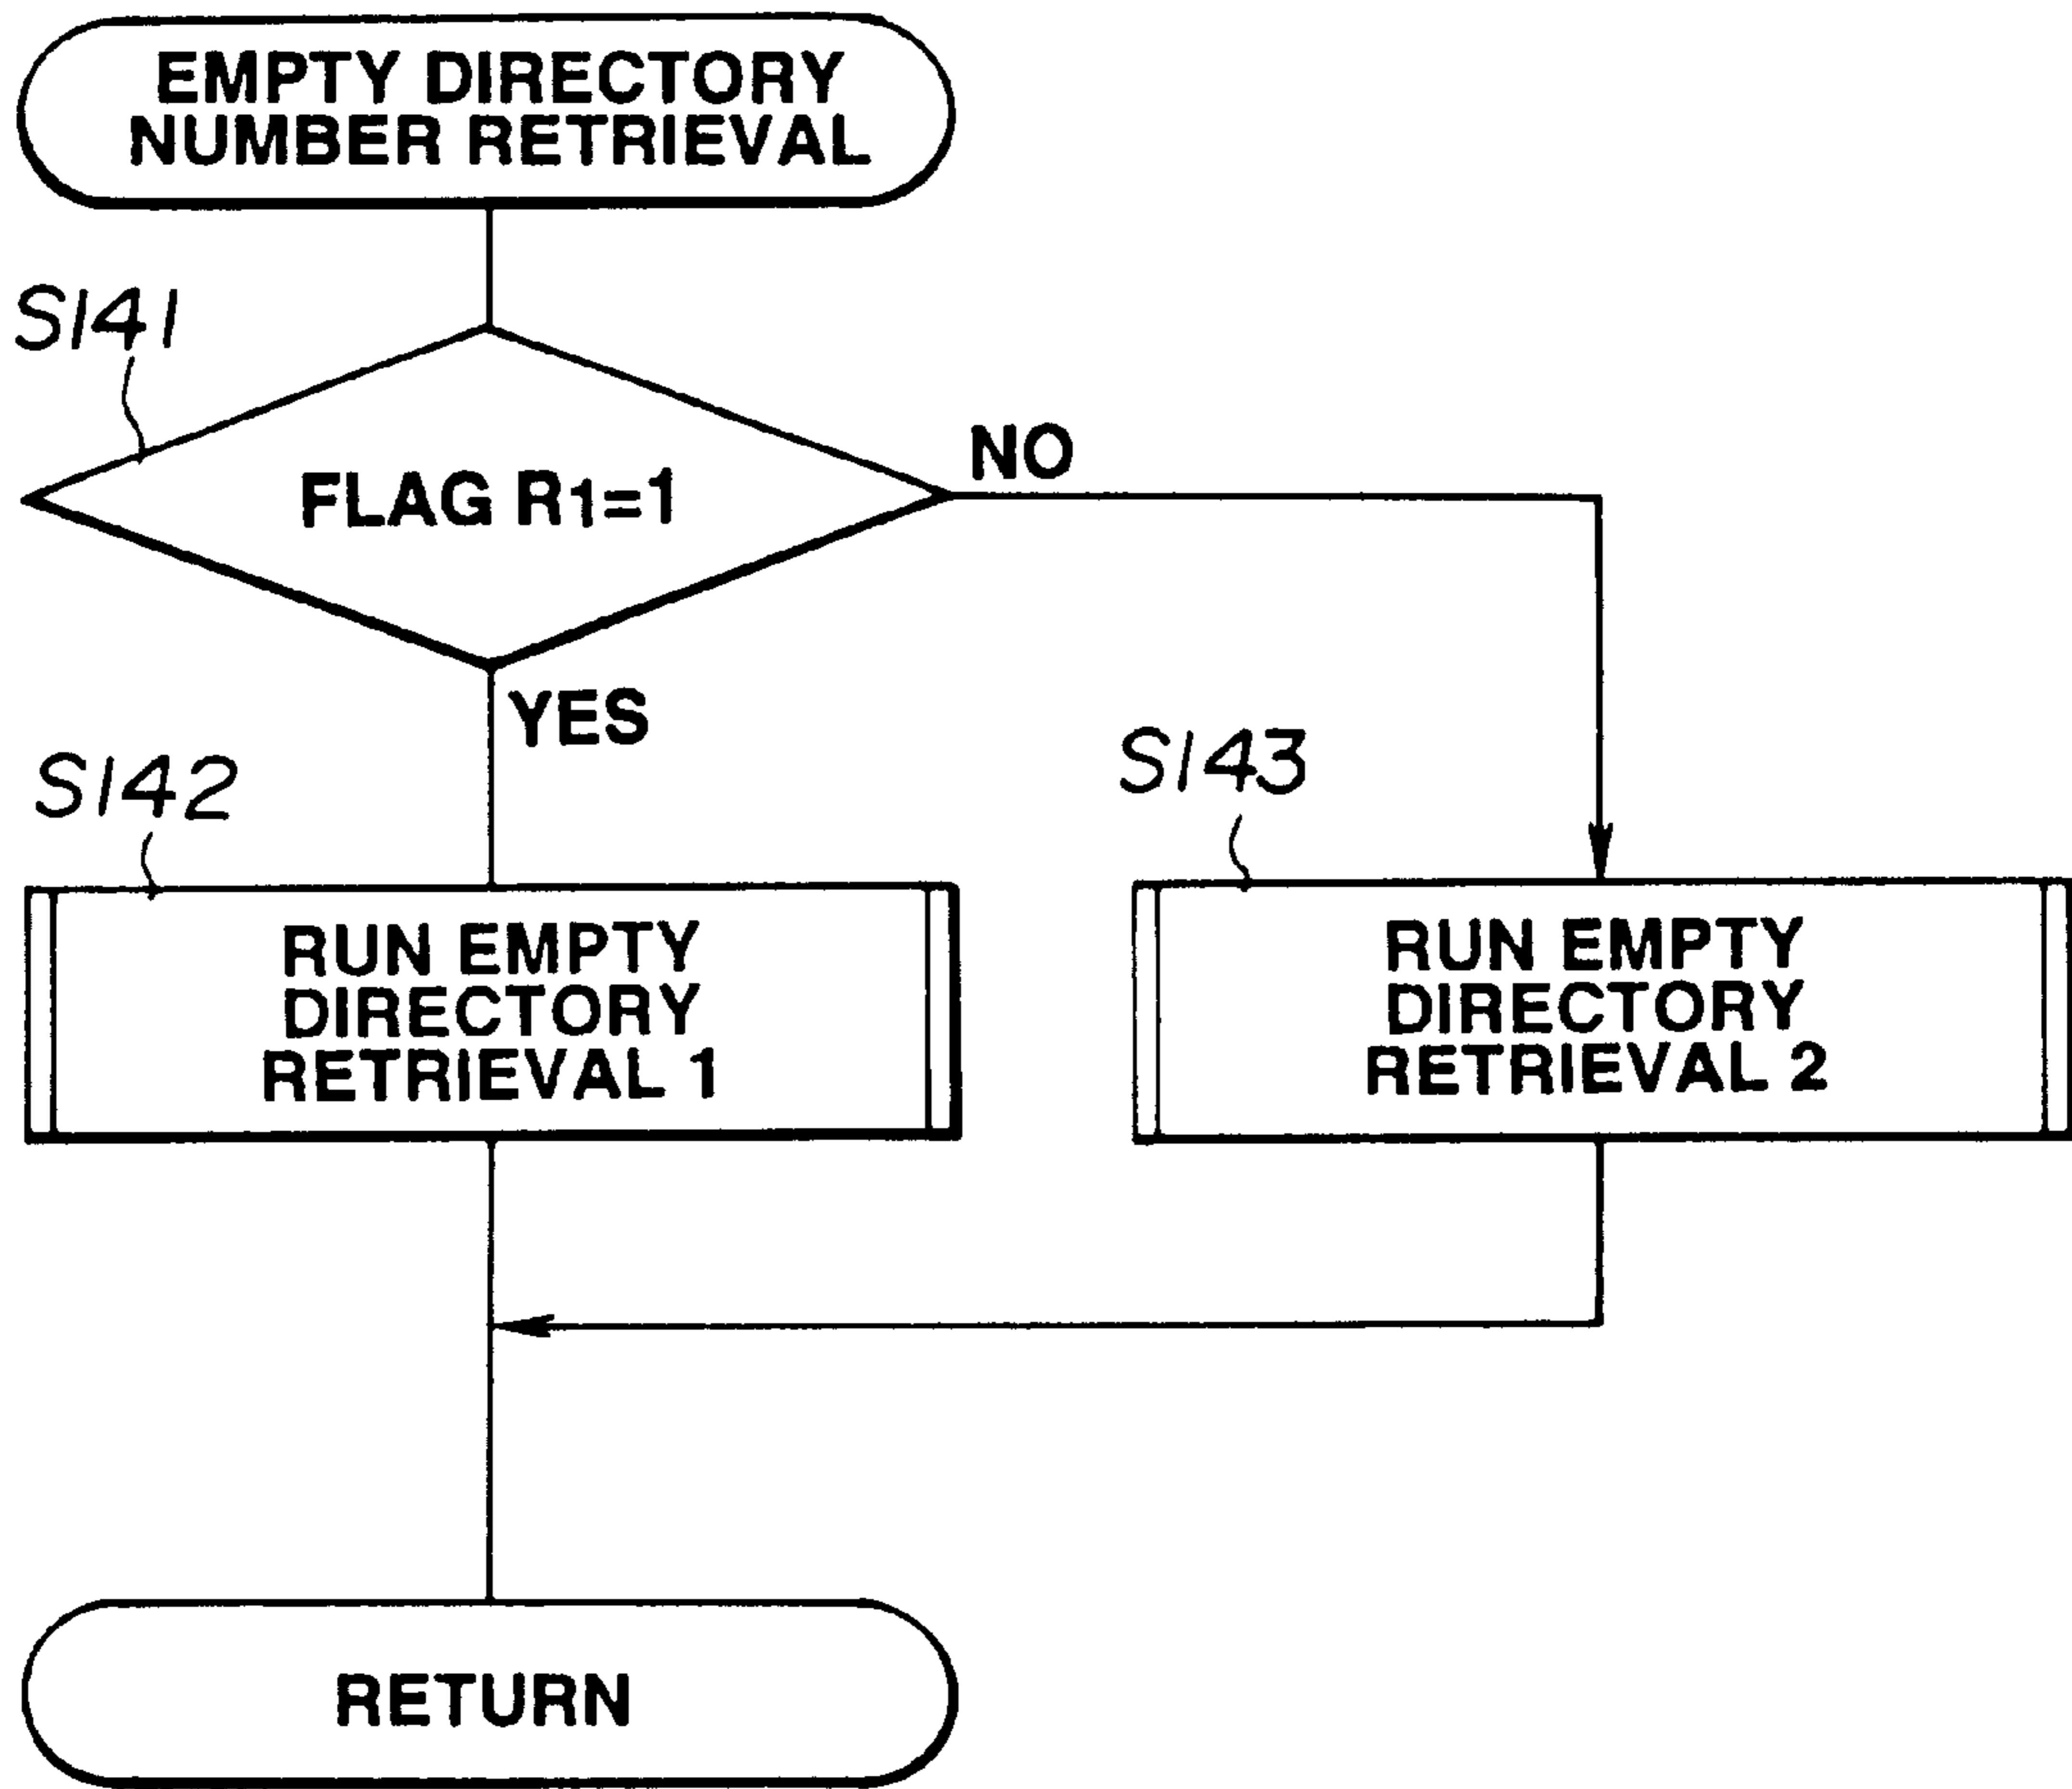 EMPTY DIRECTORY
NUMBER RETRIEVAL
S141
FLAG R1=1
NO
YES
S142
RUN EMPTY
DIRECTORY
RETRIEVAL 1
S143
RUN EMPTY
DIRECTORY
RETRIEVAL 2
RETURN